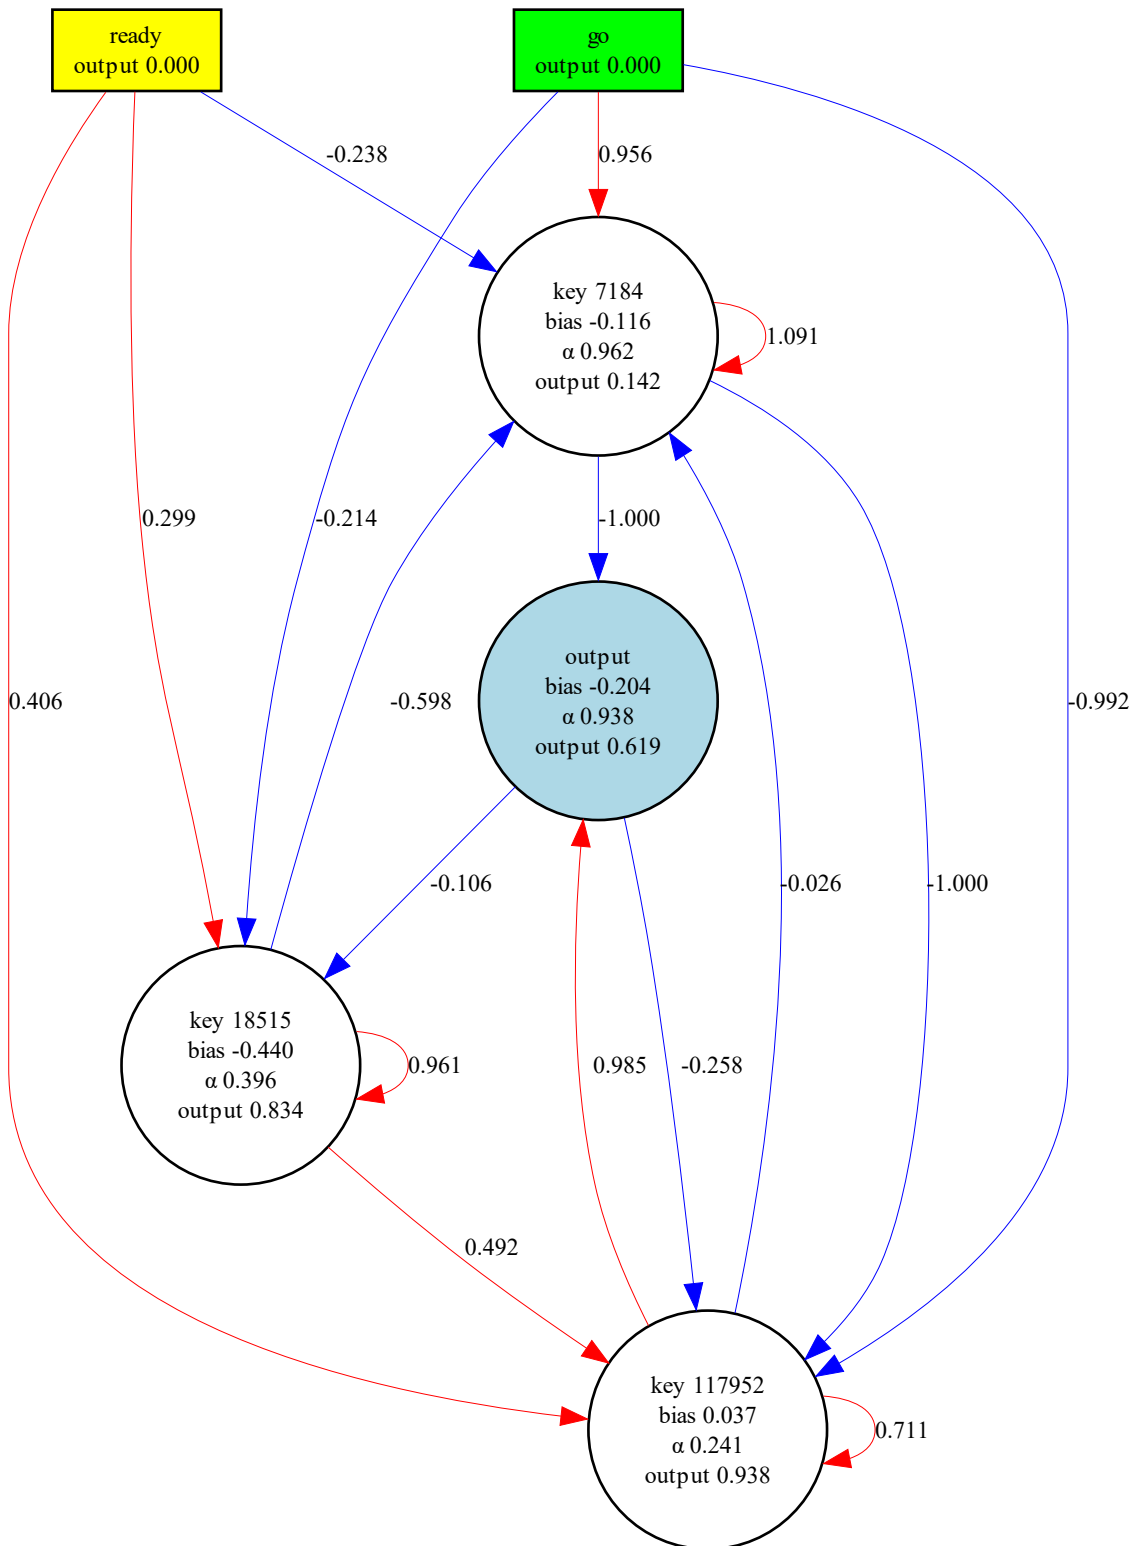 ready
output 0.000
go
output 0.000
-0.238
0.956
key 7184
bias -0.116
α 0.962
output 0.142
1.091
0.299
-0.214
-1.000
output
bias -0.204
α 0.938
output 0.619
0.406
-0.598
-0.992
-0.106
-0.026
-1.000
key 18515
bias -0.440
α 0.396
output 0.834
0.961
0.985
-0.258
0.492
key 117952
bias 0.037
α 0.241
output 0.938
0.711